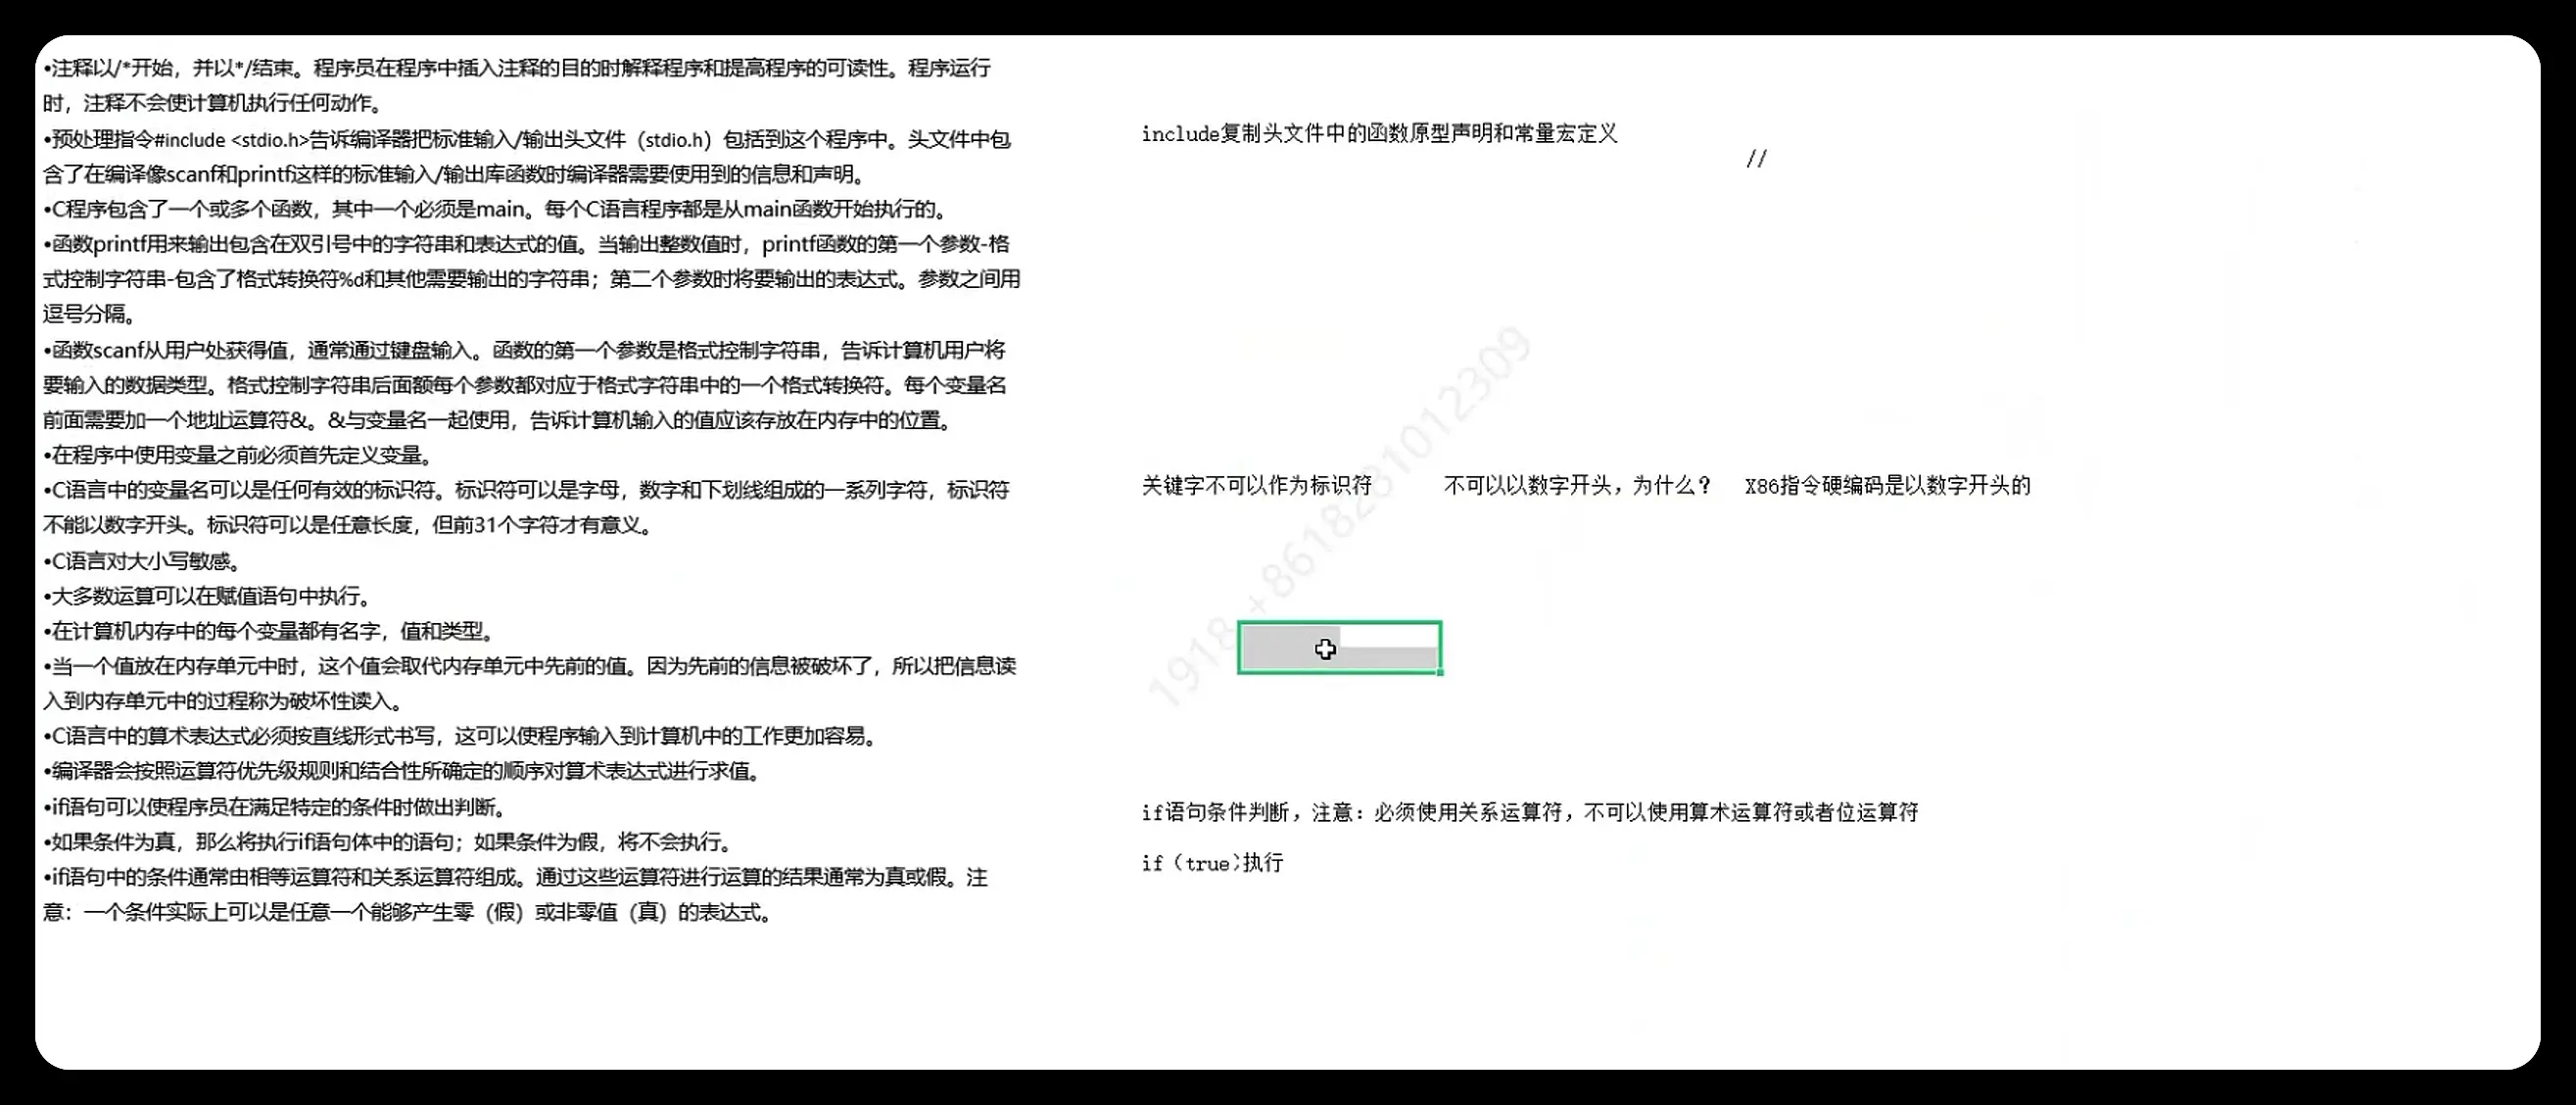 •注释以/*开始，并以*/结束。程序员在程序中插入注释的目的时解释程序和提高程序的可读性。程序运行
时，注释不会使计算机执行任何动作。
•预处理指令#include <stdio.h>告诉编译器把标准输入/输出头文件（stdio.h）包括到这个程序中。头文件中包
含了在编译像scanf和printf这样的标准输入/输出库函数时编译器需要使用到的信息和声明。
•C程序包含了一个或多个函数，其中一个必须是main。每个C语言程序都是从main函数开始执行的。
•函数printf用来输出包含在双引号中的字符串和表达式的值。当输出整数值时，printf函数的第一个参数-格
式控制字符串-包含了格式转换符%d和其他需要输出的字符串；第二个参数时将要输出的表达式。参数之间用
逗号分隔。
•函数scanf从用户处获得值，通常通过键盘输入。函数的第一个参数是格式控制字符串，告诉计算机用户将
要输入的数据类型。格式控制字符串后面额每个参数都对应于格式字符串中的一个格式转换符。每个变量名
前面需要加一个地址运算符&。&与变量名一起使用，告诉计算机输入的值应该存放在内存中的位置。
•在程序中使用变量之前必须首先定义变量。
•C语言中的变量名可以是任何有效的标识符。标识符可以是字母，数字和下划线组成的一系列字符，标识符
不能以数字开头。标识符可以是任意长度，但前31个字符才有意义。
•C语言对大小写敏感。
•大多数运算可以在赋值语句中执行。
•在计算机内存中的每个变量都有名字，值和类型。
•当一个值放在内存单元中时，这个值会取代内存单元中先前的值。因为先前的信息被破坏了，所以把信息读
入到内存单元中的过程称为破坏性读入。
•C语言中的算术表达式必须按直线形式书写，这可以使程序输入到计算机中的工作更加容易。
•编译器会按照运算符优先级规则和结合性所确定的顺序对算术表达式进行求值。
•if语句可以使程序员在满足特定的条件时做出判断。
•如果条件为真，那么将执行if语句体中的语句；如果条件为假，将不会执行。
•if语句中的条件通常由相等运算符和关系运算符组成。通过这些运算符进行运算的结果通常为真或假。注
意：一个条件实际上可以是任意一个能够产生零（假）或非零值（真）的表达式。
include复制头文件中的函数原型声明和常量宏定义
//
关键字不可以作为标识符 不可以以数字开头，为什么？ X86指令硬编码是以数字开头的
if语句条件判断，注意：必须使用关系运算符，不可以使用算术运算符或者位运算符
if（true)执行
1918 +8618281012309